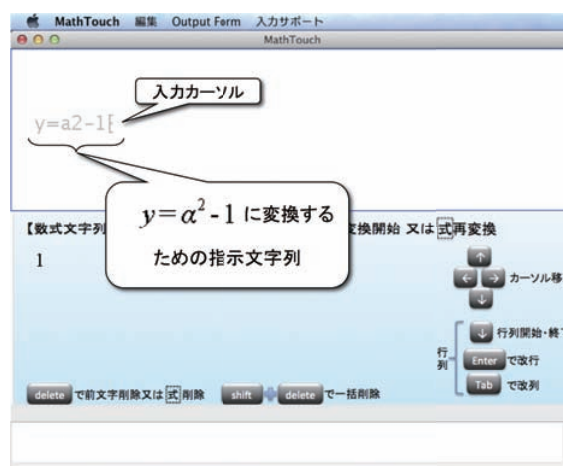 MathTouch 編集 Output Form 入力サポート
MathTouch
入力カーソル
y=a2-1
y=α²-1 に変換する
ための指示文字列
【数式文字列
変換開始 又は 式再変換
1
↑
← → カーソル移
↓
↓ 行列開始・終
行列
Enter で改行
Tab で改列
delete で前文字削除又は 式 削除 shift + delete で一括削除